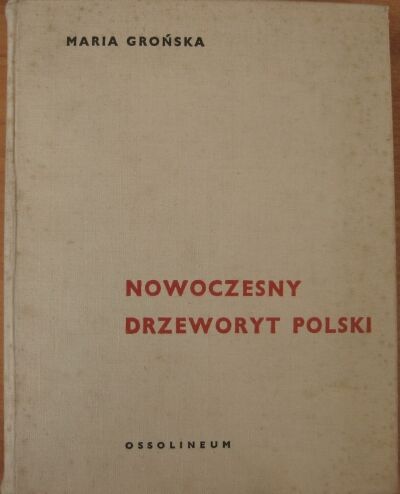 MARIA GROŃSKA
NOWOCZESNY
DRZEWORYT POLSKI
OSSOLINEUM